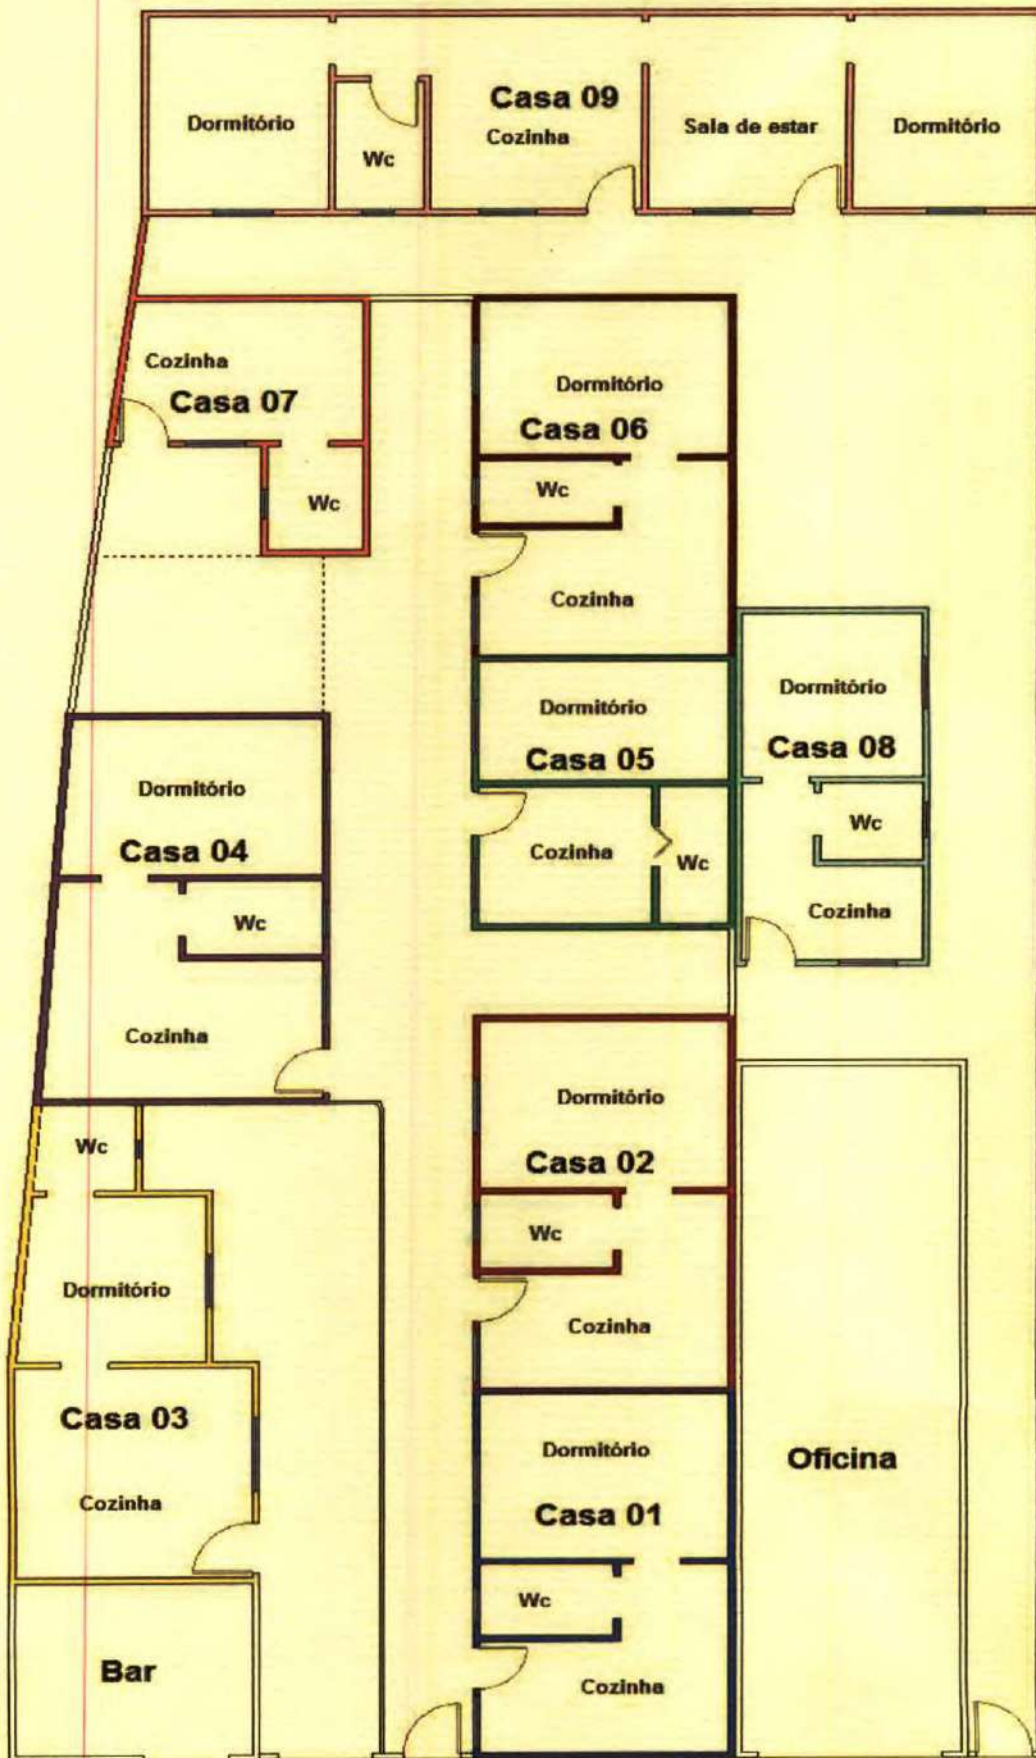 Casa 09
Dormitório
Wc
Cozinha
Sala de estar
Dormitório
Cozinha
Casa 07
Wc
Dormitório
Casa 06
Wc
Cozinha
Dormitório
Casa 05
Cozinha
Wc
Dormitório
Casa 08
Wc
Cozinha
Dormitório
Casa 04
Wc
Cozinha
Dormitório
Casa 02
Wc
Cozinha
Wc
Dormitório
Casa 03
Cozinha
Dormitório
Casa 01
Wc
Cozinha
Oficina
Bar